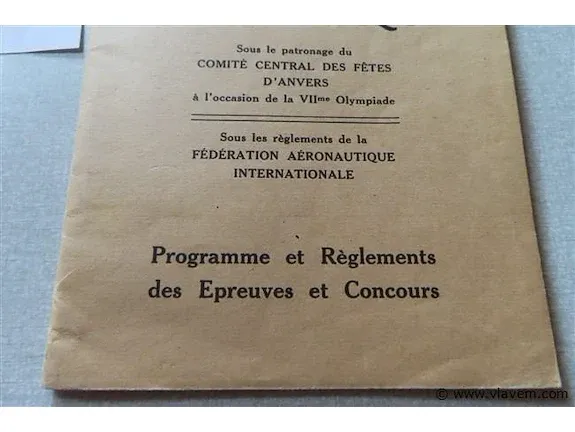 Sous le patronage du
COMITÉ CENTRAL DES FÊTES
D'ANVERS
à l'occasion de la VIIme Olympiade
Sous les règlements de la
FÉDÉRATION AÉRONAUTIQUE
INTERNATIONALE
Programme et Règlements
des Epreuves et Concours
© www.vlavem.com